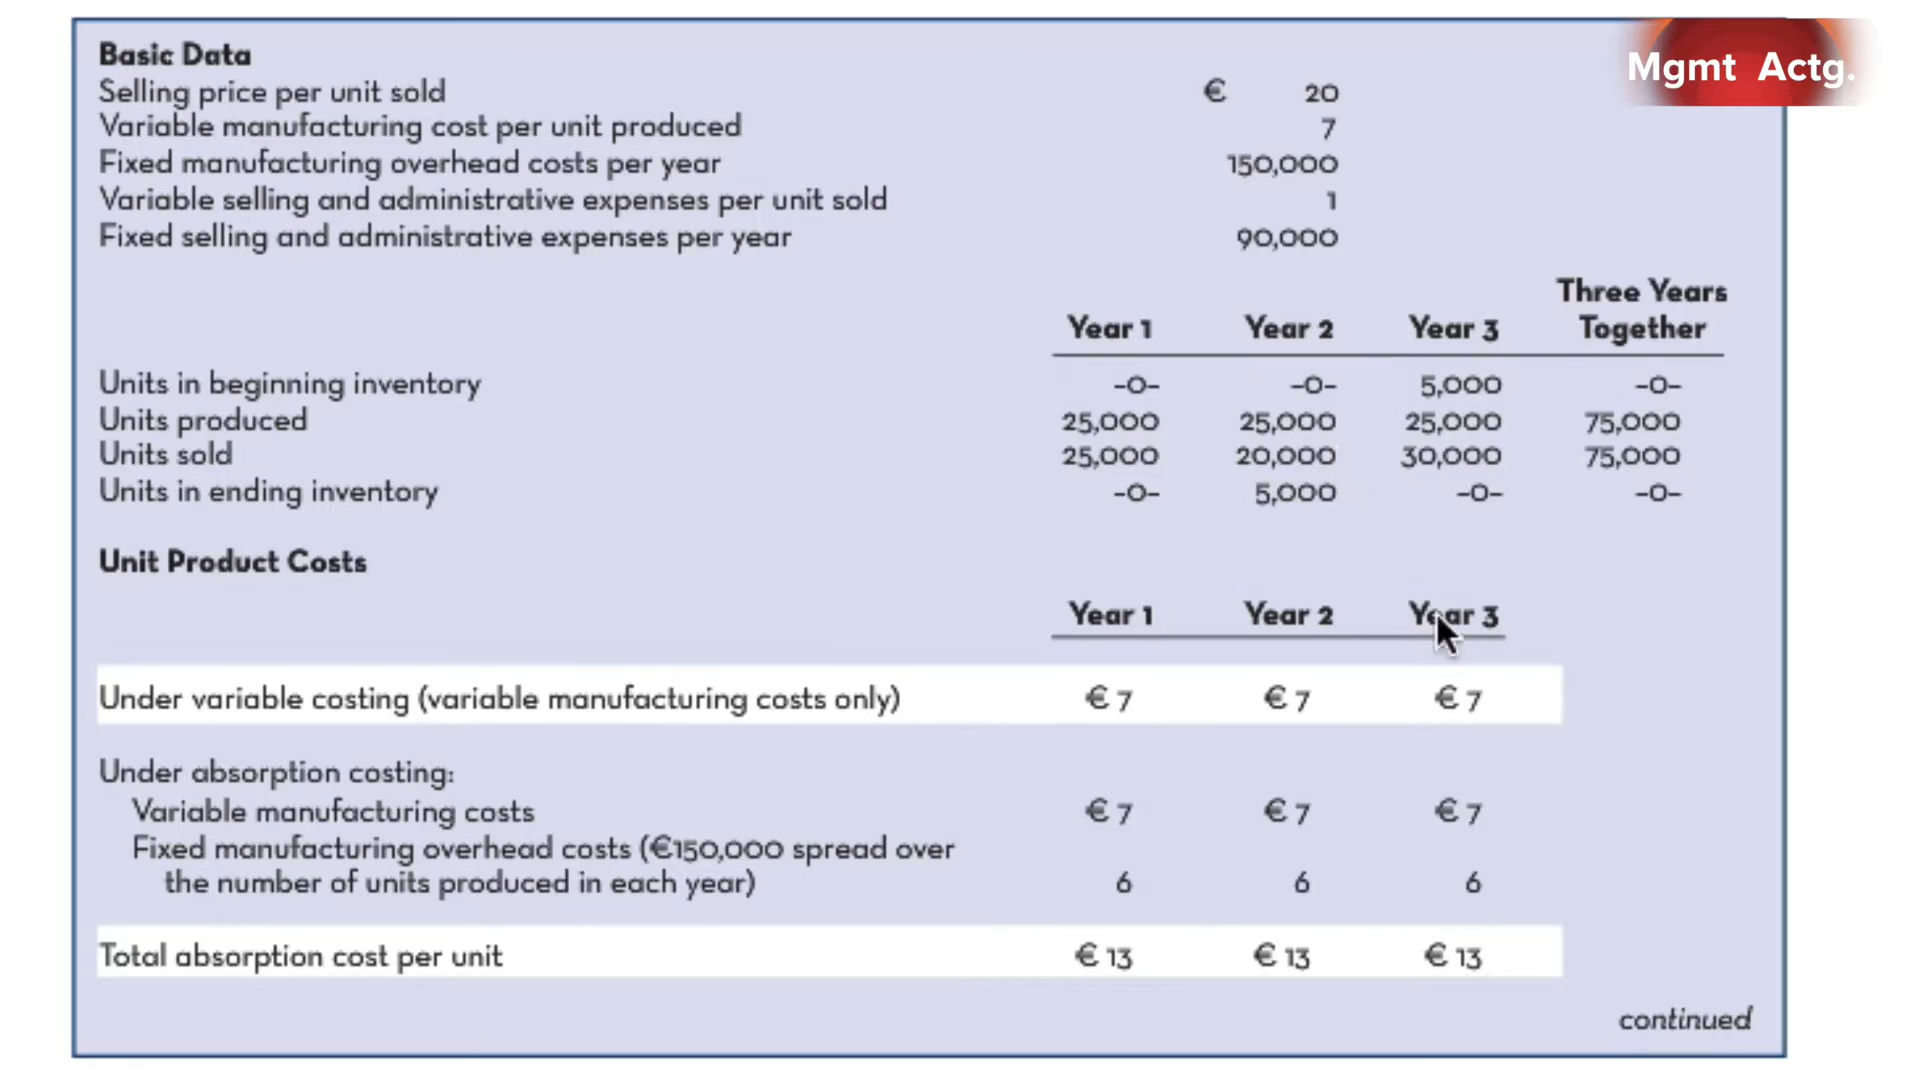 Mgmt Actg.
Basic Data
Selling price per unit sold € 20
Variable manufacturing cost per unit produced 7
Fixed manufacturing overhead costs per year 150,000
Variable selling and administrative expenses per unit sold 1
Fixed selling and administrative expenses per year 90,000
Three Years
Year 1 Year 2 Year 3 Together
Units in beginning inventory –0– –0– 5,000 –0–
Units produced 25,000 25,000 25,000 75,000
Units sold 25,000 20,000 30,000 75,000
Units in ending inventory –0– 5,000 –0– –0–
Unit Product Costs
Year 1 Year 2 Year 3
Under variable costing (variable manufacturing costs only) € 7 € 7 € 7
Under absorption costing:
Variable manufacturing costs € 7 € 7 € 7
Fixed manufacturing overhead costs (€150,000 spread over
the number of units produced in each year) 6 6 6
Total absorption cost per unit € 13 € 13 € 13
continued